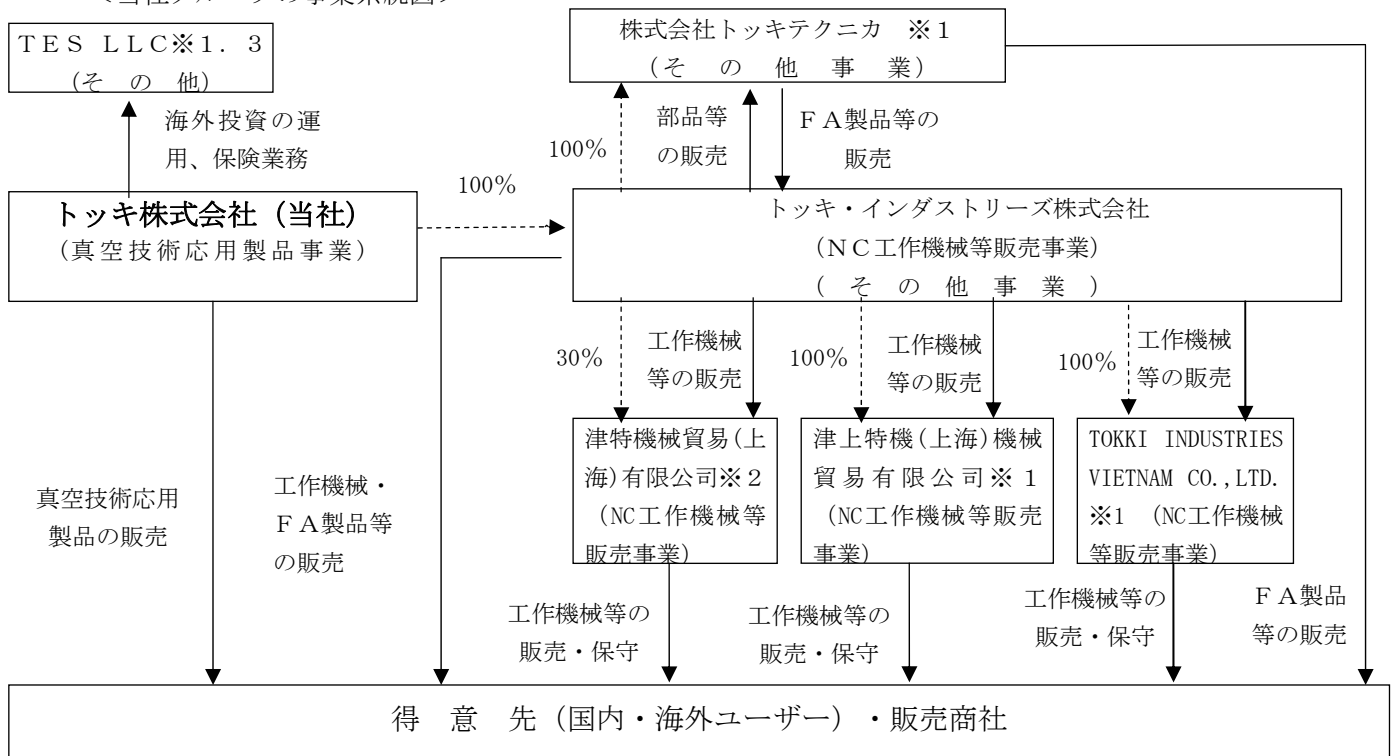 ＜当社グループの事業系統図＞
ＴＥＳ ＬＬＣ※１．３
(そ の 他)
海外投資の運
用、保険業務
株式会社トッキテクニカ ※１
(そ の 他 事 業)
100％
部品等
の販売
ＦＡ製品等の
販売
トッキ株式会社（当社）
(真空技術応用製品事業)
100％
トッキ・インダストリーズ株式会社
(ＮＣ工作機械等販売事業)
( そ の 他 事 業 )
30％
工作機械
等の販売
100％
工作機械
等の販売
100％
工作機械
等の販売
津特機械貿易(上
海)有限公司※２
（NC工作機械等
販売事業）
津上特機(上海)機械
貿易有限公司※１
（NC工作機械等販売
事業）
TOKKI INDUSTRIES
VIETNAM CO.,LTD.
※1 （NC工作機械
等販売事業）
真空技術応用
製品の販売
工作機械・
ＦＡ製品等
の販売
工作機械等の
販売・保守
工作機械等の
販売・保守
工作機械等の
販売・保守
ＦＡ製品
等の販売
得 意 先（国内・海外ユーザー）・販売商社